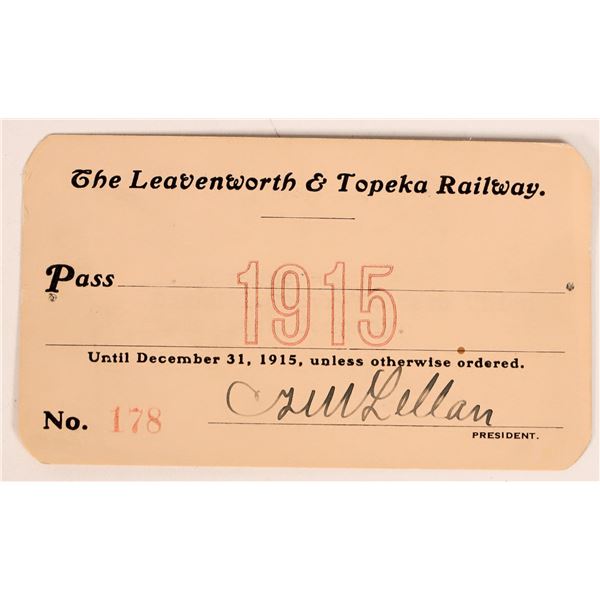 The Leavenworth & Topeka Railway.
Pass
1915
Until December 31, 1915, unless otherwise ordered.
No. 178
PRESIDENT.